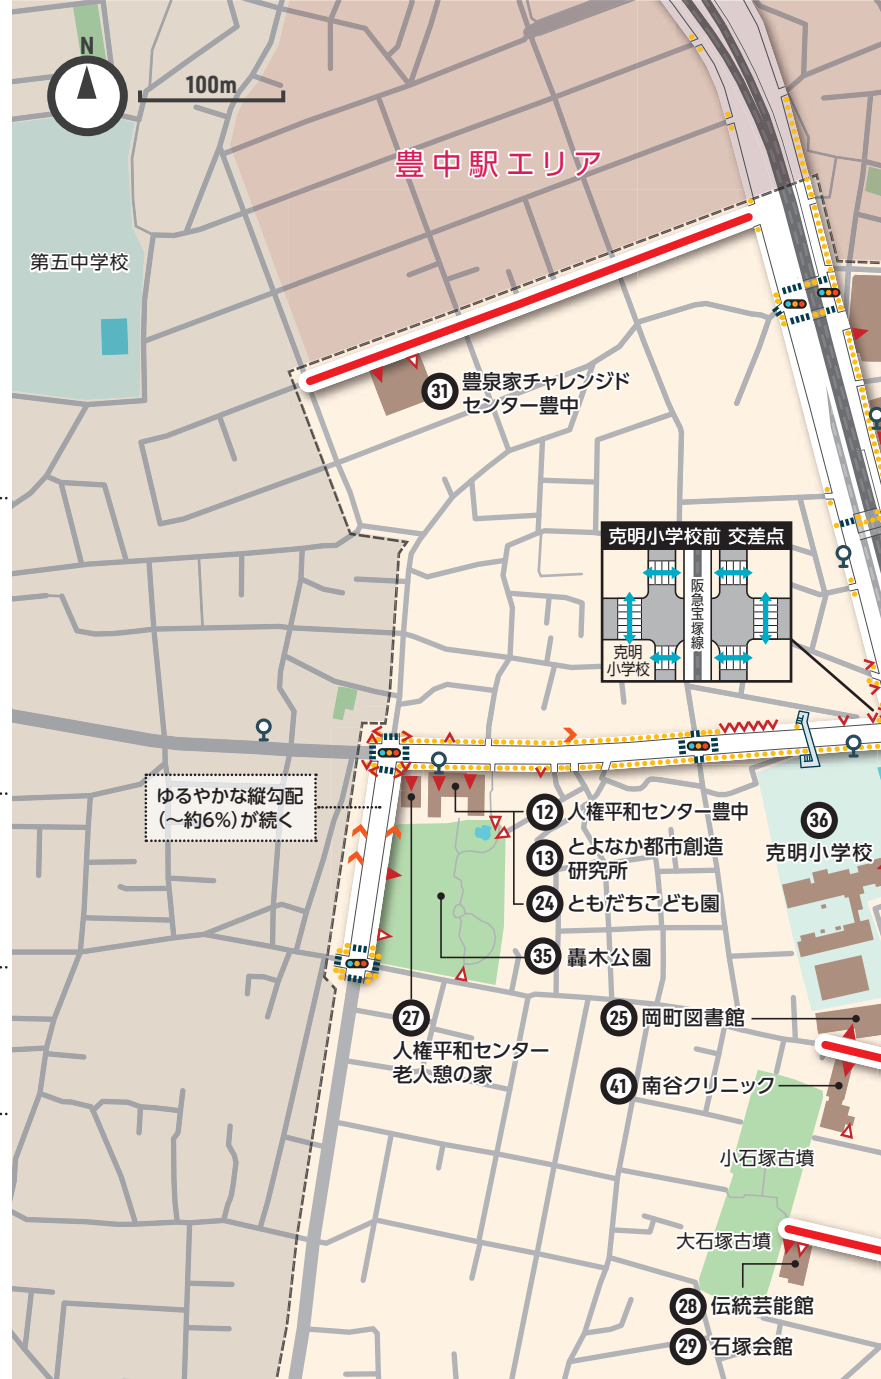 N
100m
豊中駅エリア
第五中学校
31 豊泉家チャレンジド
センター豊中
克明小学校前 交差点
阪急宝塚線
克明
小学校
ゆるやかな縦勾配
(～約6%)が続く
12 人権平和センター豊中
13 とよなか都市創造
研究所
24 ともだちこども園
35 轟木公園
36
克明小学校
27
人権平和センター
老人憩の家
25 岡町図書館
41 南谷クリニック
小石塚古墳
大石塚古墳
28 伝統芸能館
29 石塚会館